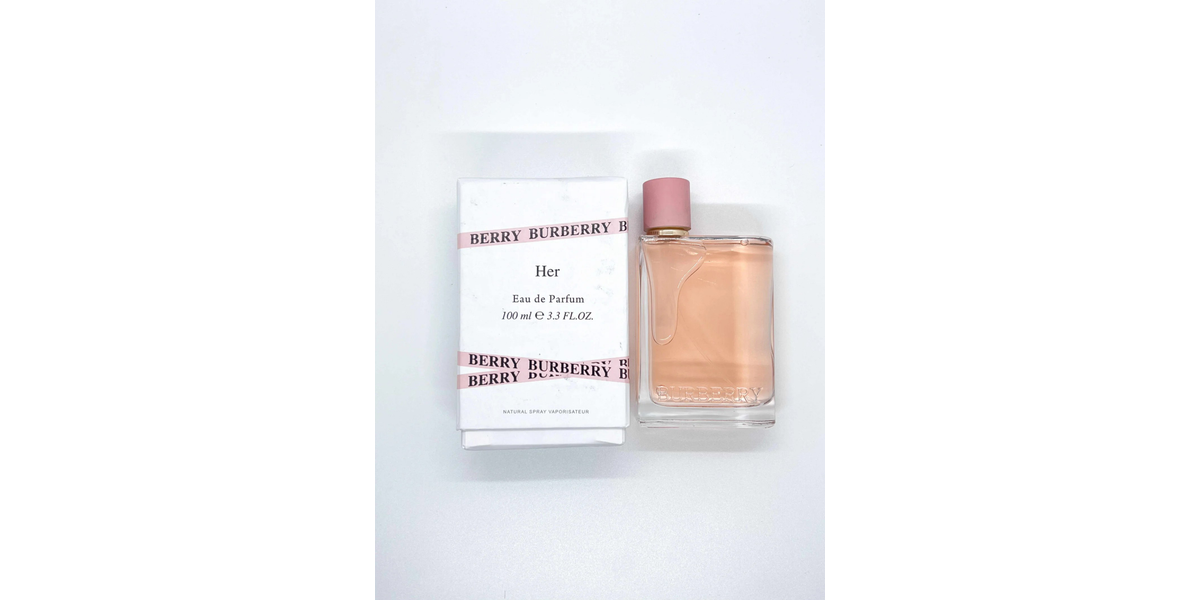 BERRY BURBERRY B
Her
Eau de Parfum
100 ml ℮ 3.3 FL.OZ.
BERRY BURBERRY B
BERRY BURBERRY B
NATURAL SPRAY VAPORISATEUR
BURBERRY